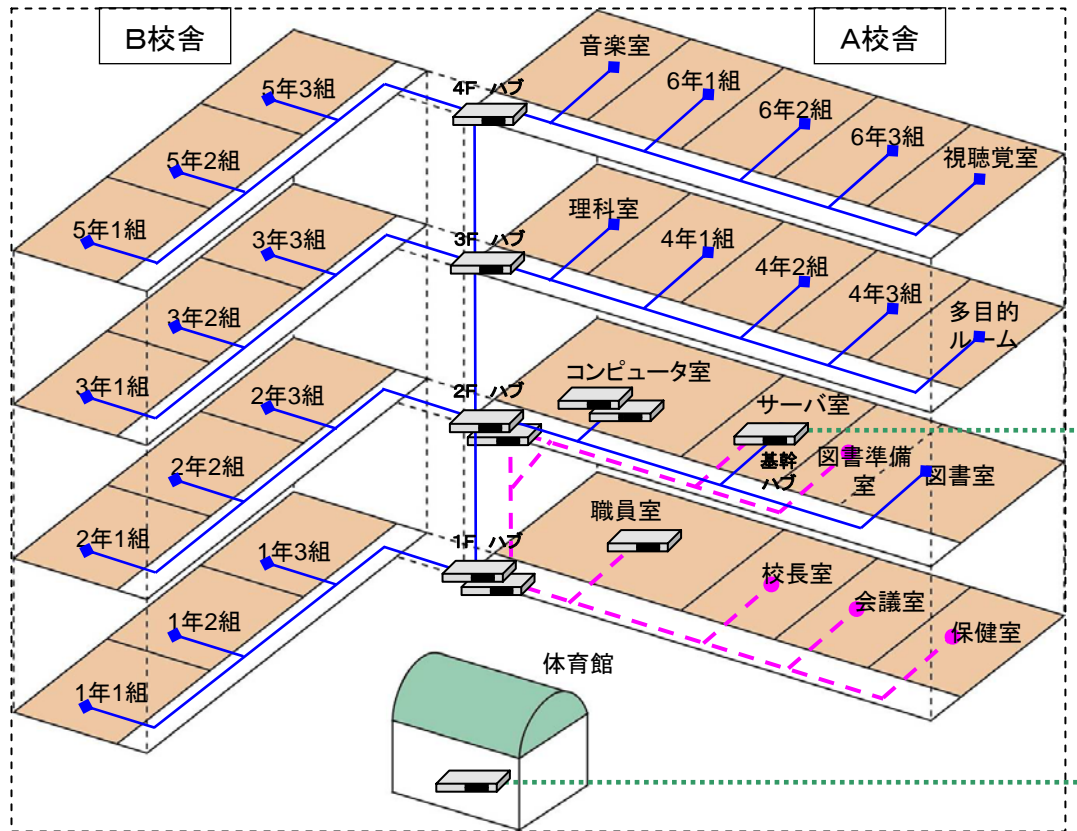 B校舎
A校舎
音楽室
6年1組
6年2組
6年3組
視聴覚室
4F ハブ
5年3組
5年2組
5年1組
理科室
4年1組
4年2組
4年3組
多目的
ルーム
3F ハブ
3年3組
3年2組
3年1組
コンピュータ室
サーバ室
基幹
ハブ
図書準備
室
図書室
2F ハブ
2年3組
2年2組
2年1組
職員室
校長室
会議室
保健室
1F ハブ
1年3組
1年2組
1年1組
体育館